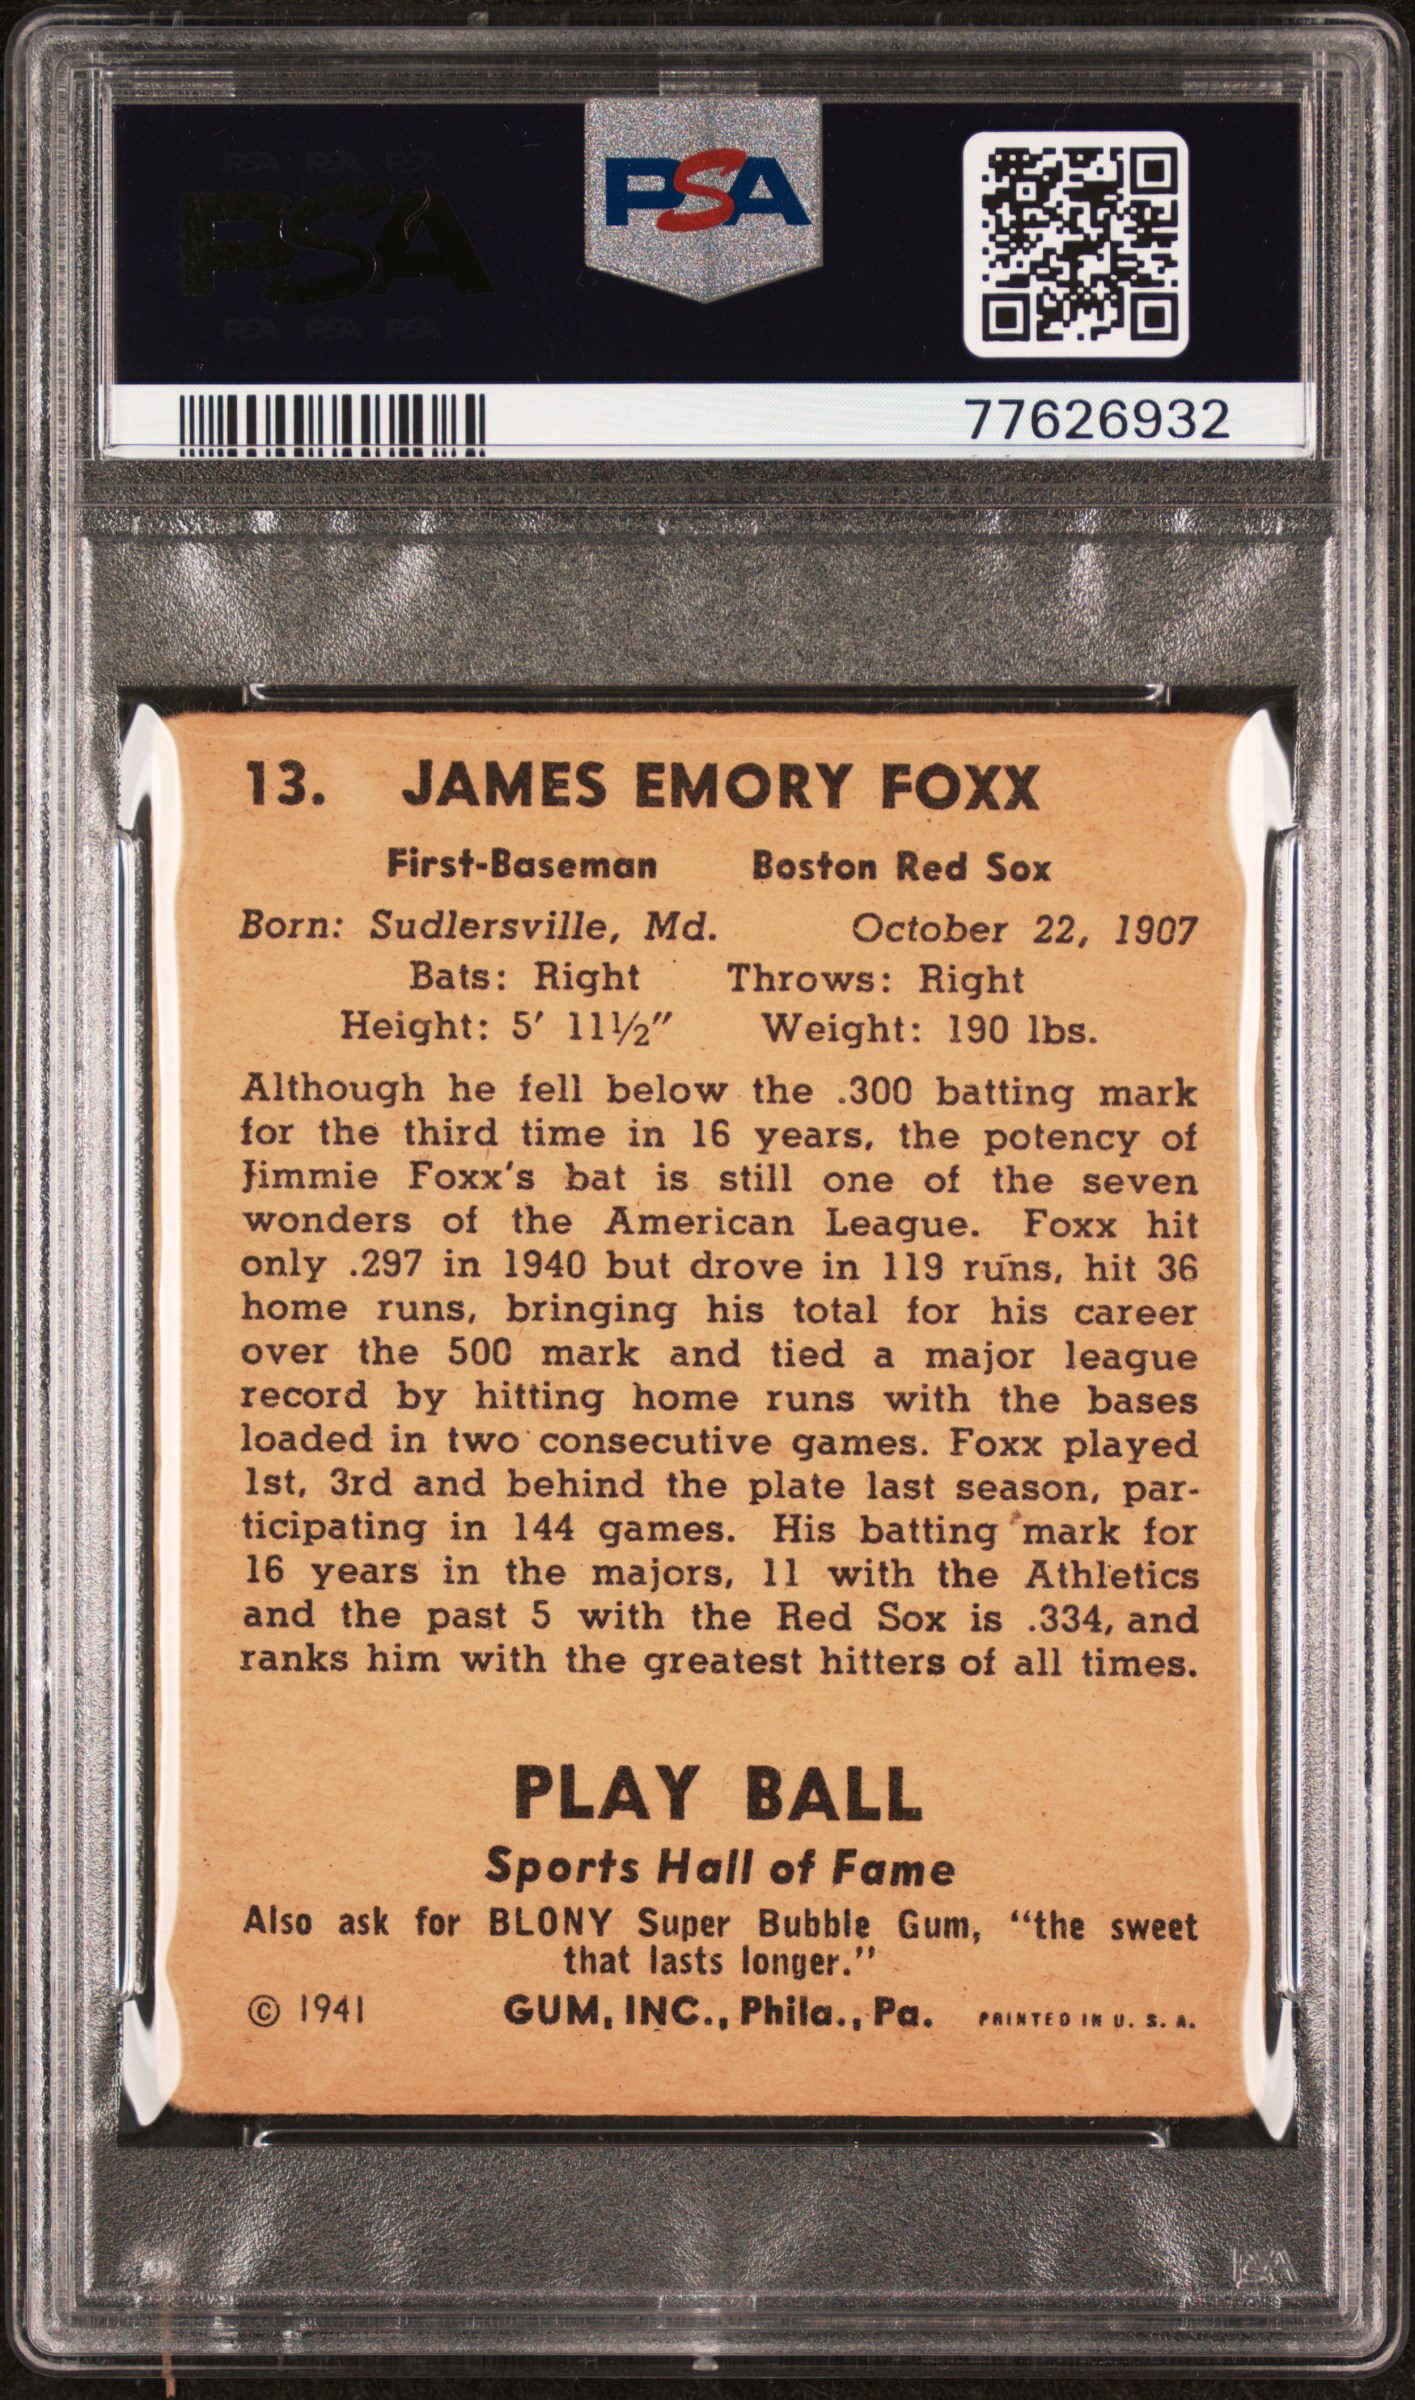 PSA PSA PSA
PSA
PSA
PSA PSA PSA
77626932
13. JAMES EMORY FOXX
First-Baseman Boston Red Sox
Born: Sudlersville, Md. October 22, 1907
Bats: Right Throws: Right
Height: 5' 11½" Weight: 190 lbs.
Although he fell below the .300 batting mark
for the third time in 16 years, the potency of
Jimmie Foxx's bat is still one of the seven
wonders of the American League. Foxx hit
only .297 in 1940 but drove in 119 runs, hit 36
home runs, bringing his total for his career
over the 500 mark and tied a major league
record by hitting home runs with the bases
loaded in two consecutive games. Foxx played
1st, 3rd and behind the plate last season, par-
ticipating in 144 games. His batting mark for
16 years in the majors, 11 with the Athletics
and the past 5 with the Red Sox is .334, and
ranks him with the greatest hitters of all times.
PLAY BALL
Sports Hall of Fame
Also ask for BLONY Super Bubble Gum, "the sweet
that lasts longer."
© 1941 GUM, INC., Phila., Pa. PRINTED IN U. S. A.
PSA